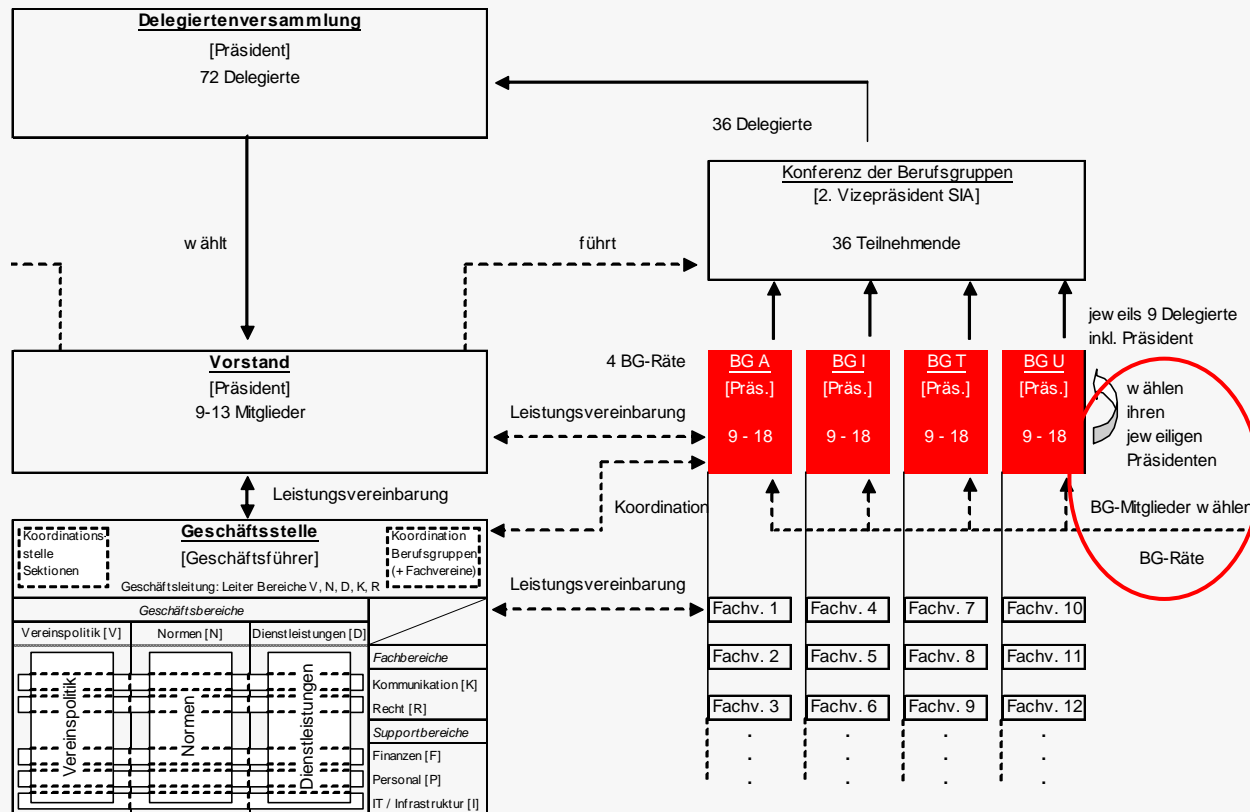 Delegiertenversammlung
[Präsident]
72 Delegierte
36 Delegierte
Konferenz der Berufsgruppen
[2. Vizepräsident SIA]
36 Teilnehmende
wählt
führt
jeweils 9 Delegierte
inkl. Präsident
Vorstand
[Präsident]
9-13 Mitglieder
4 BG-Räte
BG A
[Präs.]
9 - 18
BG I
[Präs.]
9 - 18
BG T
[Präs.]
9 - 18
BG U
[Präs.]
9 - 18
wählen
ihren
jeweiligen
Präsidenten
Leistungsvereinbarung
Leistungsvereinbarung
Koordination
BG-Mitglieder wählen
BG-Räte
Koordinations-
stelle
Sektionen
Geschäftsstelle
[Geschäftsführer]
Koordination
Berufsgruppen
(+ Fachvereine)
Geschäftsleitung: Leiter Bereiche V, N, D, K, R
Leistungsvereinbarung
Geschäftsbereiche
Vereinspolitik [V]
Normen [N]
Dienstleistungen [D]
Vereinspolitik
Normen
Dienstleistungen
Fachbereiche
Kommunikation [K]
Recht [R]
Supportbereiche
Finanzen [F]
Personal [P]
IT / Infrastruktur [I]
Fachv. 1
Fachv. 4
Fachv. 7
Fachv. 10
Fachv. 2
Fachv. 5
Fachv. 8
Fachv. 11
Fachv. 3
Fachv. 6
Fachv. 9
Fachv. 12